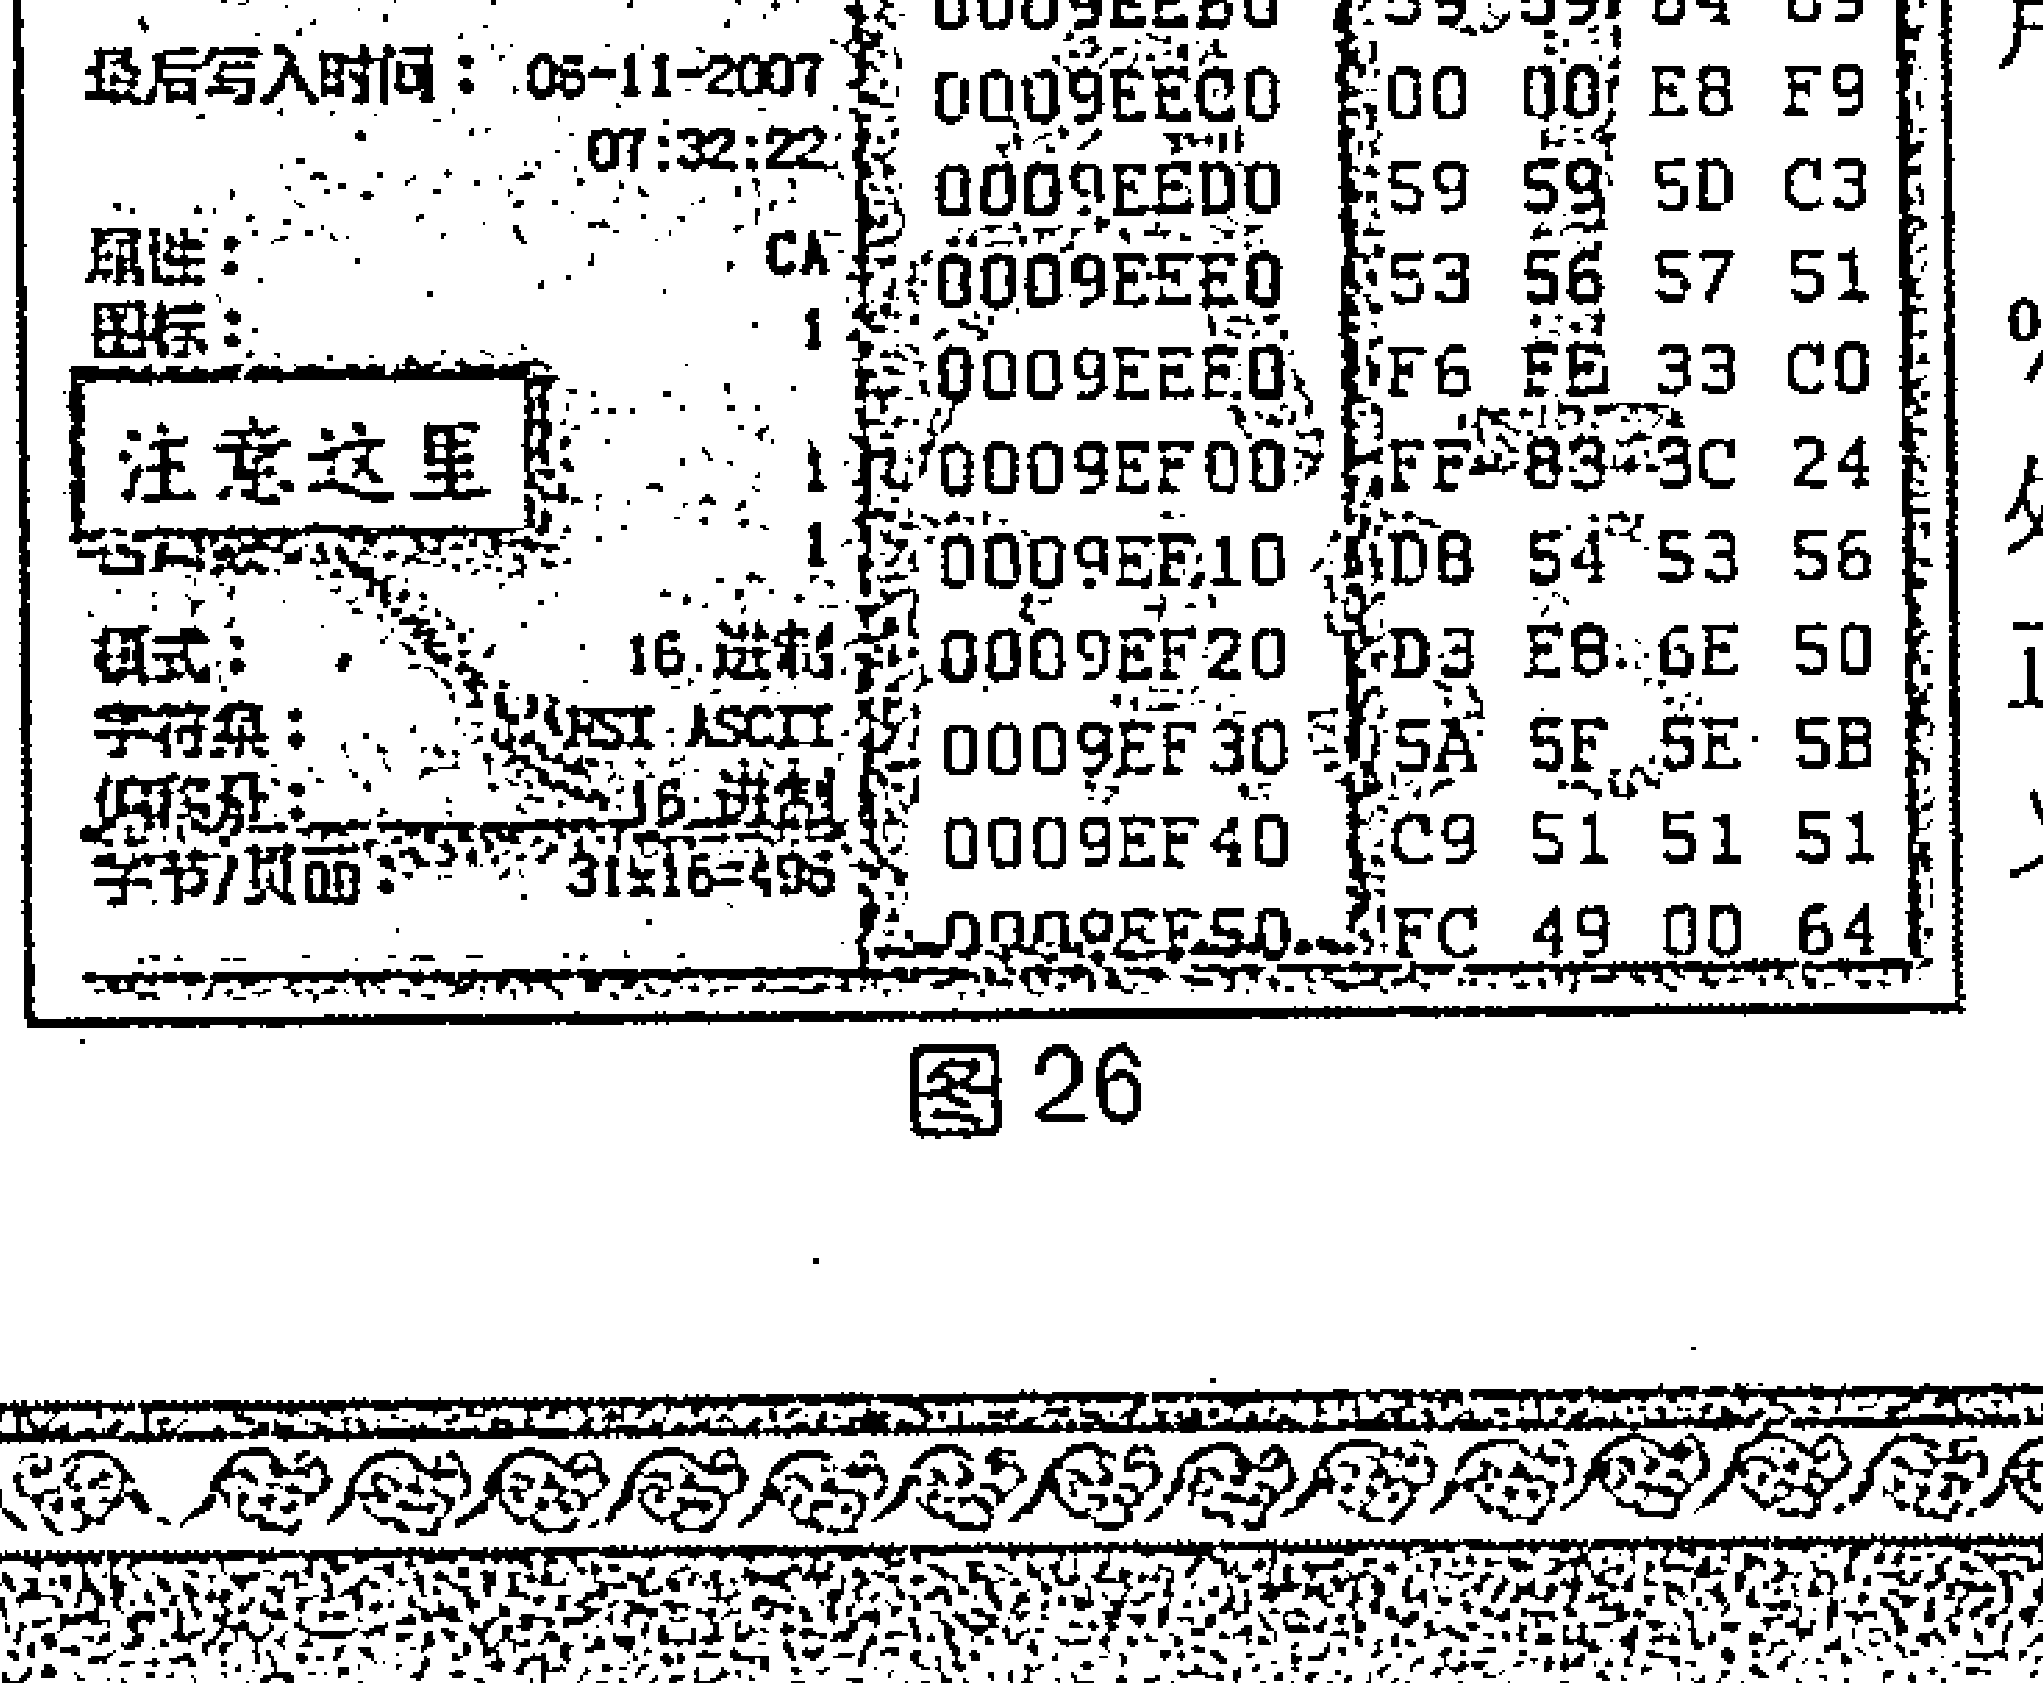 最后写入时间： 06-11-2007
07:32:22
属性： CA
图标： 1
注意这里
1
1
模式： 16 进制
字符集： ANSI ASCII
偏移量： 16 进制
字节/页面： 31x16=496
0009EEC0 00 00 E8 F9
0009EED0 59 59 5D C3
0009EEE0 53 56 57 51
0009EEF0 F6 FE 33 C0
0009EF00 FF 83 3C 24
0009EF10 D8 54 53 56
0009EF20 D3 E8 6E 50
0009EF30 5A 5F 5E 5B
0009EF40 C9 51 51 51
0009EF50 FC 49 00 64
图 26